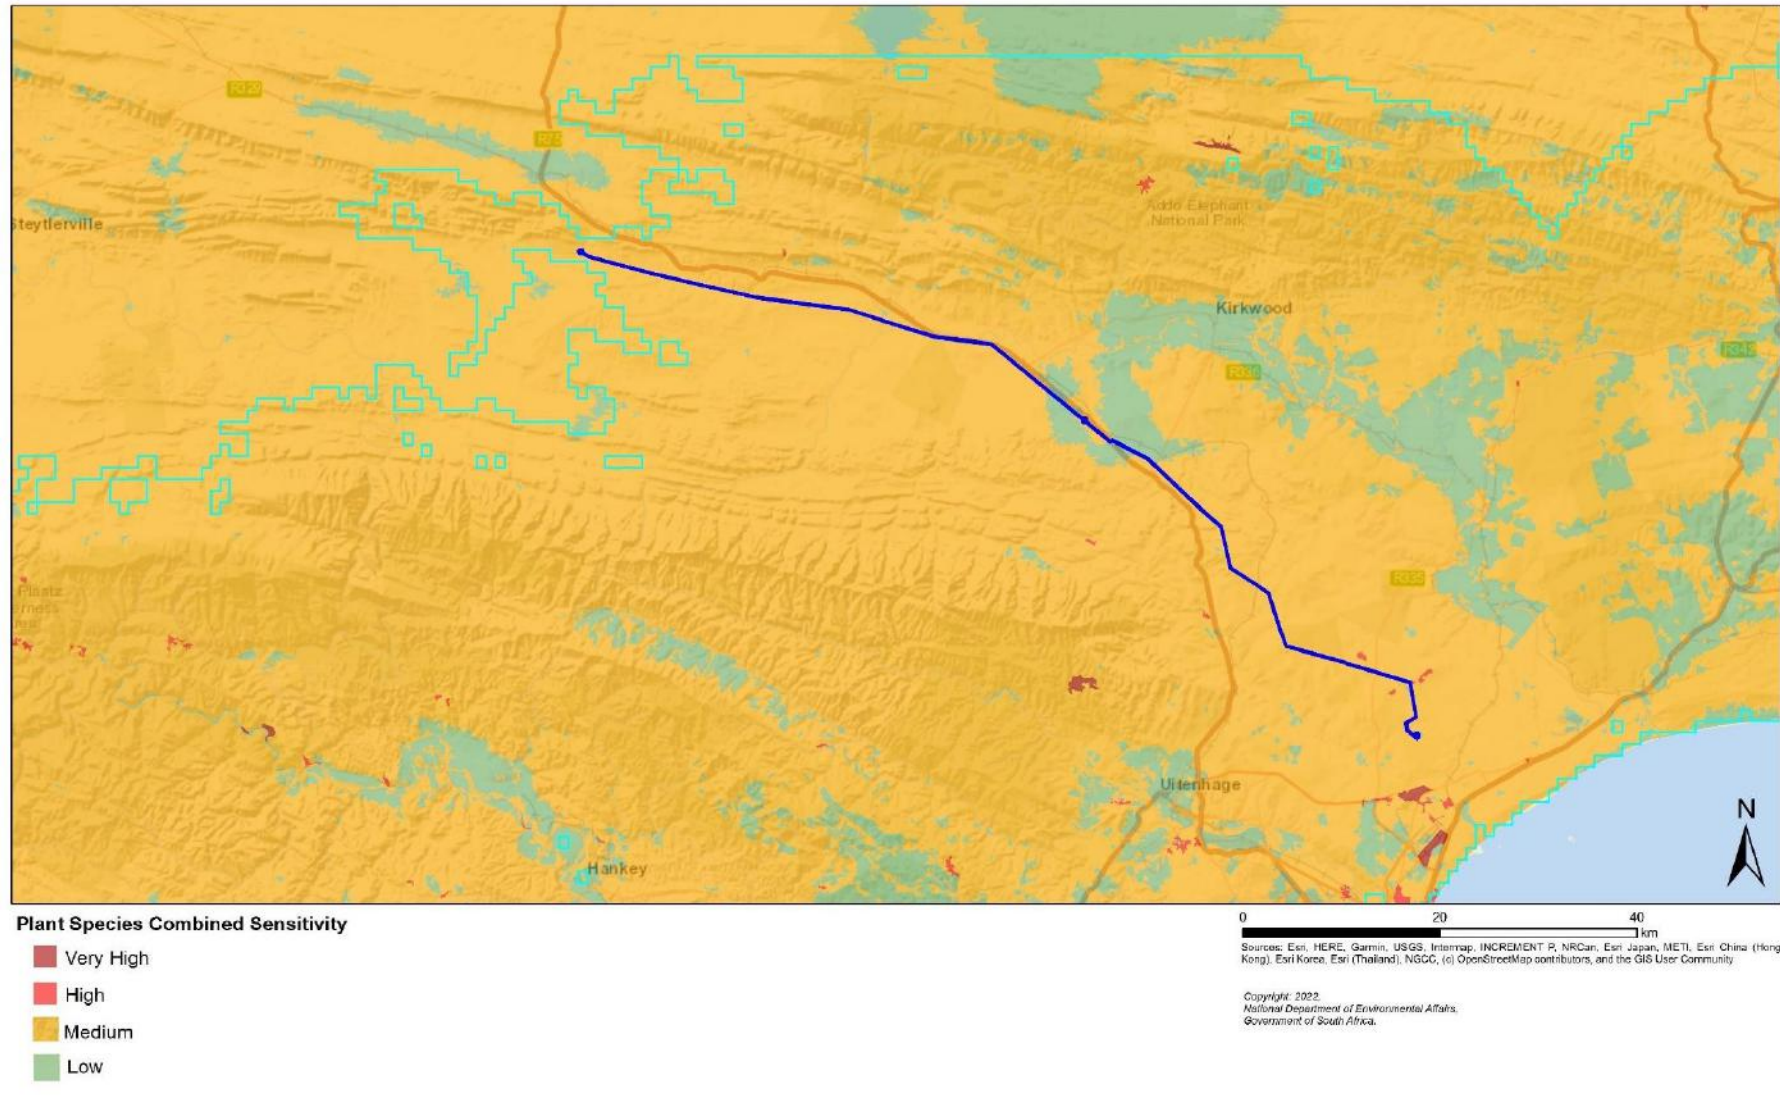 R329
R75
Steytlerville
Addo Elephant
National Park
Kirkwood
R335
Uitenhage
Hankey
N
Plant Species Combined Sensitivity
Very High
High
Medium
Low
0 20 40
km
Sources: Esri, HERE, Garmin, USGS, Intermap, INCREMENT P, NRCan, Esri Japan, METI, Esri China (Hong
Kong), Esri Korea, Esri (Thailand), NGCC, (c) OpenStreetMap contributors, and the GIS User Community
Copyright: 2022,
National Department of Environmental Affairs,
Government of South Africa.